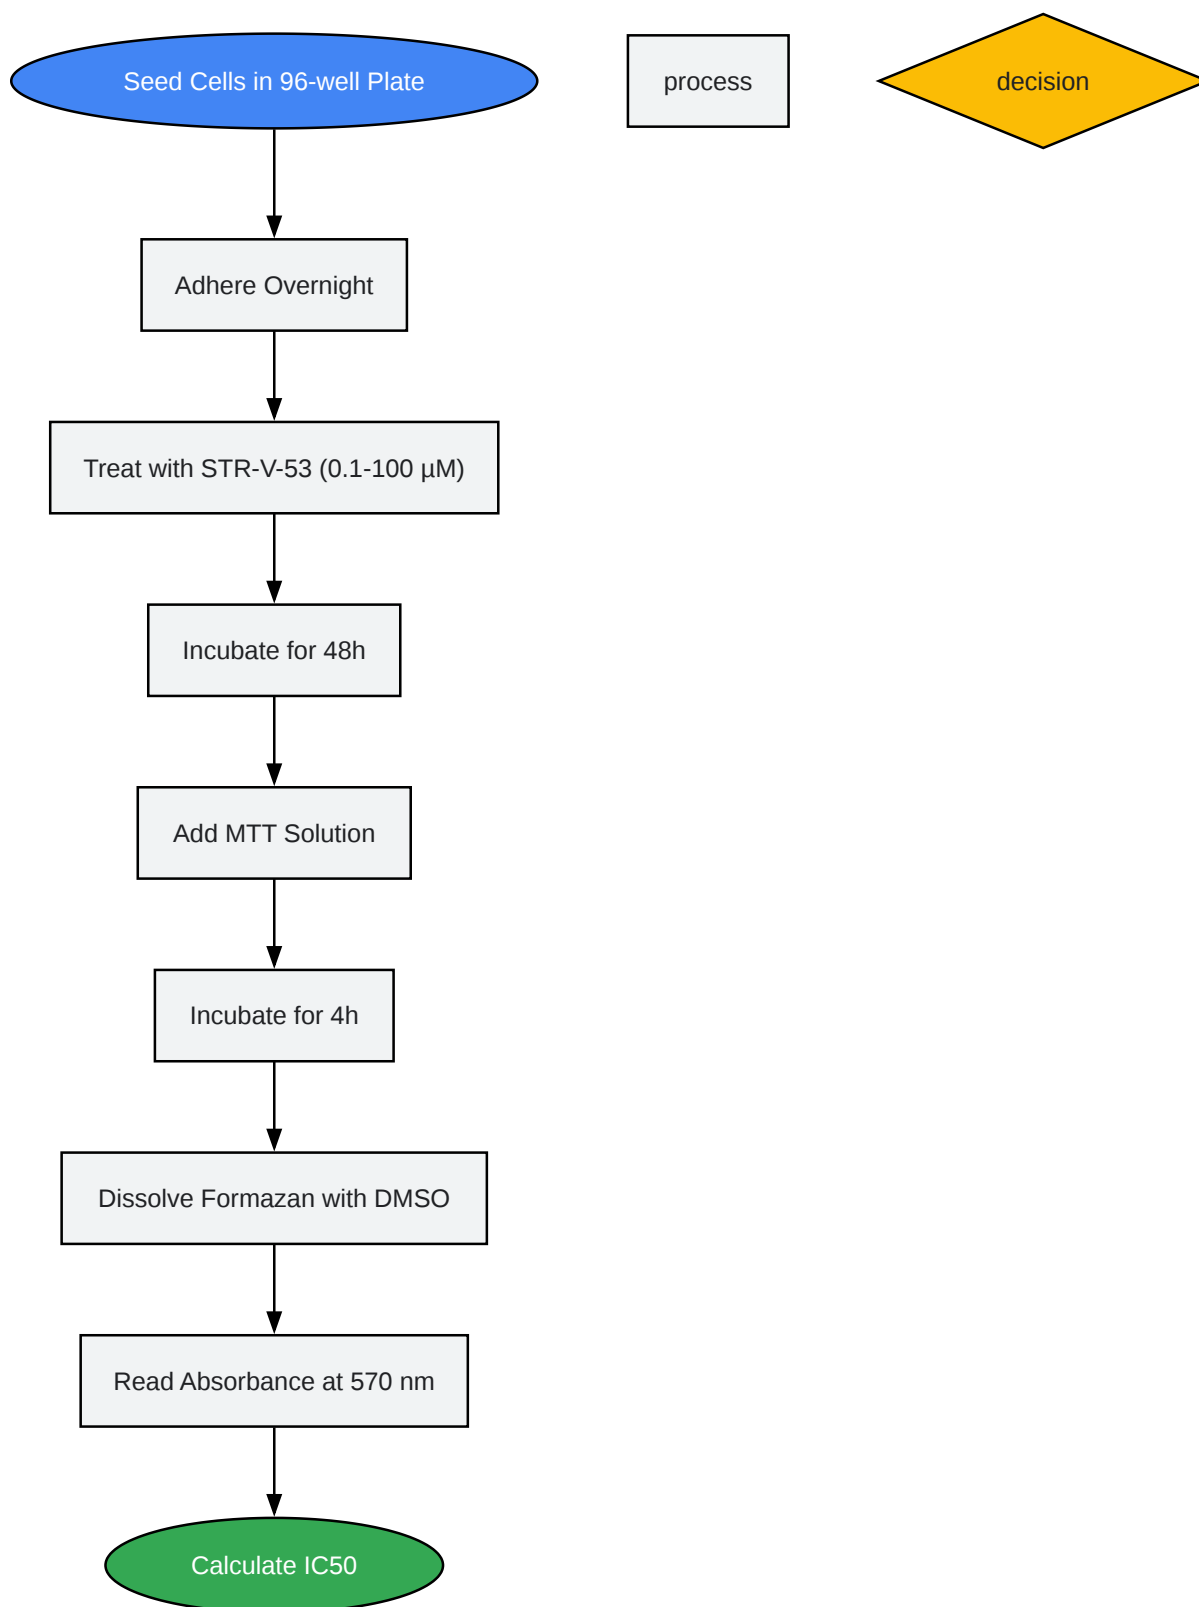 Seed Cells in 96-well Plate
process
decision
Adhere Overnight
Treat with STR-V-53 (0.1-100 µM)
Incubate for 48h
Add MTT Solution
Incubate for 4h
Dissolve Formazan with DMSO
Read Absorbance at 570 nm
Calculate IC50